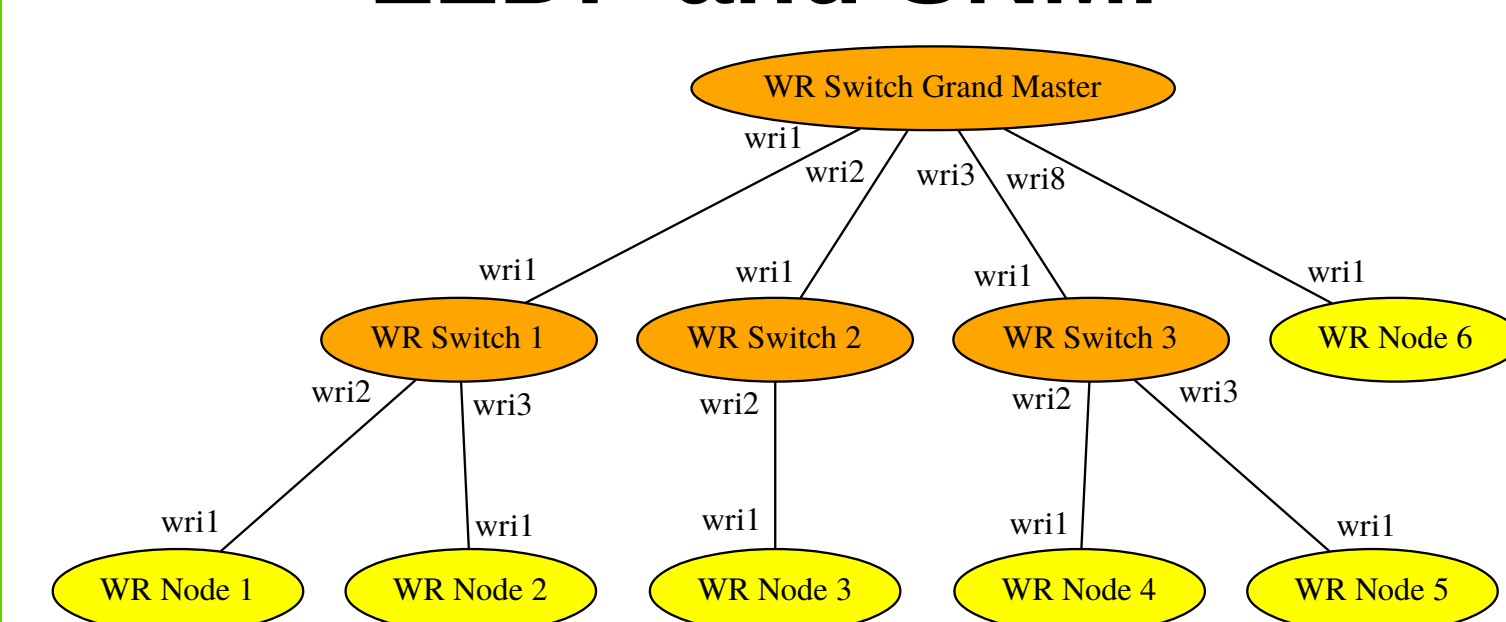 and
WR Switch Grand Master
wri1
wri2 wri3 wri8
wri1 wri1 wri1 wri1
WR Switch 1 WR Switch 2 WR Switch 3 WR Node 6
wri2 wri3 wri2 wri2 wri3
wri1 wri1 wri1 wri1 wri1
WR Node 1 WR Node 2 WR Node 3 WR Node 4 WR Node 5